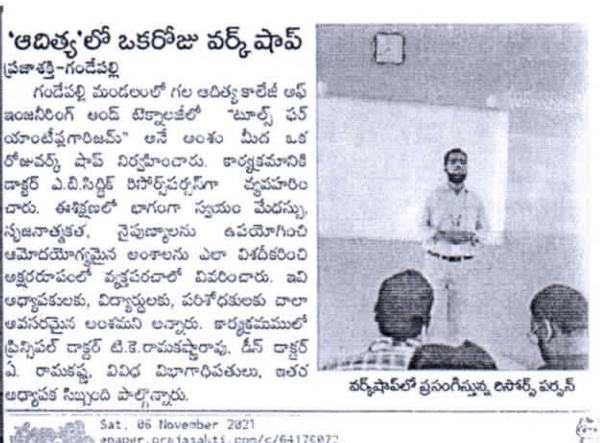 'ఆదిత్య'లో ఒకరోజు వర్క్‌షాప్
ప్రజాశక్తి-గండేపల్లి
గండేపల్లి మండలంలో గల ఆదిత్య కాలేజీ ఆఫ్
ఇంజనీరింగ్ అండ్ టెక్నాలజీలో "టూల్స్ ఫర్
యాంటీప్లగారిజమ్" అనే అంశం మీద ఒక
రోజువర్క్ షాప్ నిర్వహించారు. కార్యక్రమానికి
డాక్టర్ ఎ.బి.సిద్ధిక్ రిసోర్స్‌పర్సన్‌గా వ్యవహరిం
చారు. ఈశిక్షణలో భాగంగా స్వయం మేధస్సు,
సృజనాత్మకత, నైపుణ్యాలను ఉపయోగించి
ఆమోదయోగ్యమైన అంశాలను ఎలా విశదీకరించి
అక్షరరూపంలో వ్యక్తపరచాలో వివరించారు. ఇవి
అధ్యాపకులకు, విద్యార్థులకు, పరిశోధకులకు చాలా
అవసరమైన అంశమని అన్నారు. కార్యక్రమములో
ప్రిన్సిపల్ డాక్టర్ టి.కె.రామకృష్ణారావు, డీన్ డాక్టర్
ఏ. రామకృష్ణ, వివిధ విభాగాధిపతులు, ఇతర
అధ్యాపక సిబ్బంది పాల్గొన్నారు.
వర్క్‌షాప్‌లో ప్రసంగిస్తున్న రిసోర్స్ పర్సన్
Sat, 06 November 2021
epaper.prajasakti.com/c/64176072